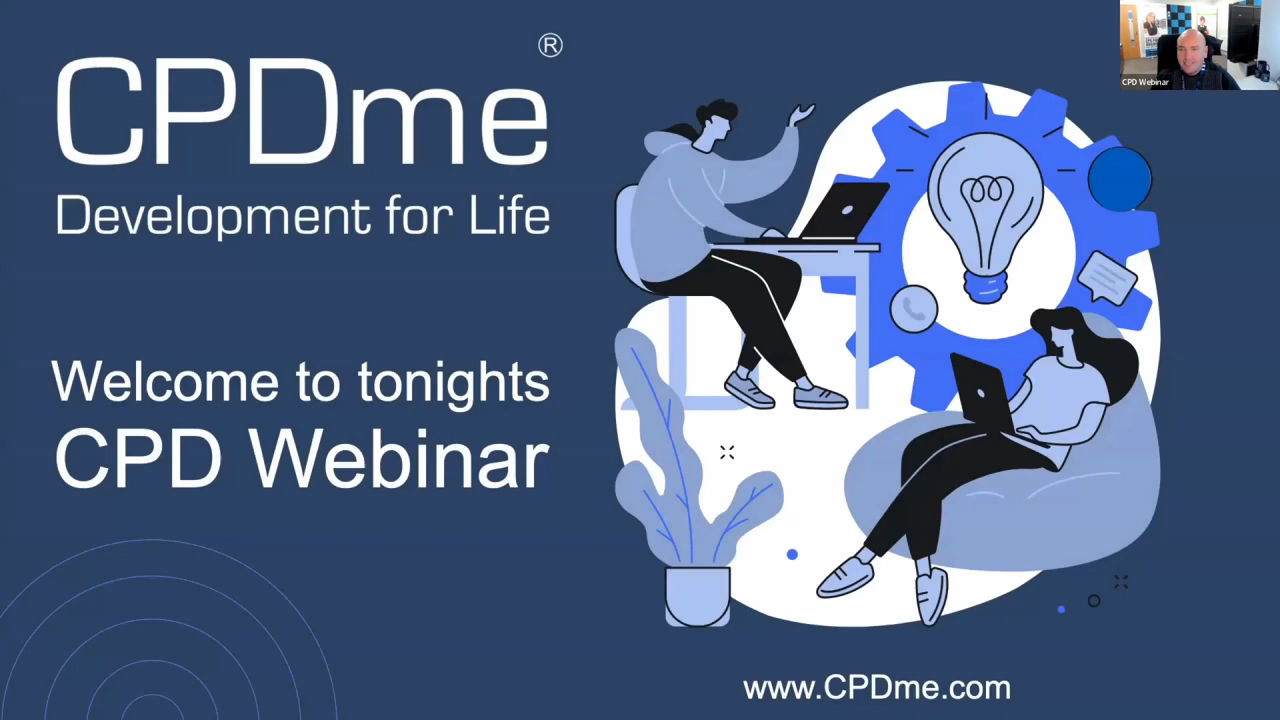 CPDme®
Development for Life
Welcome to tonights
CPD Webinar
www.CPDme.com
CPD Webinar